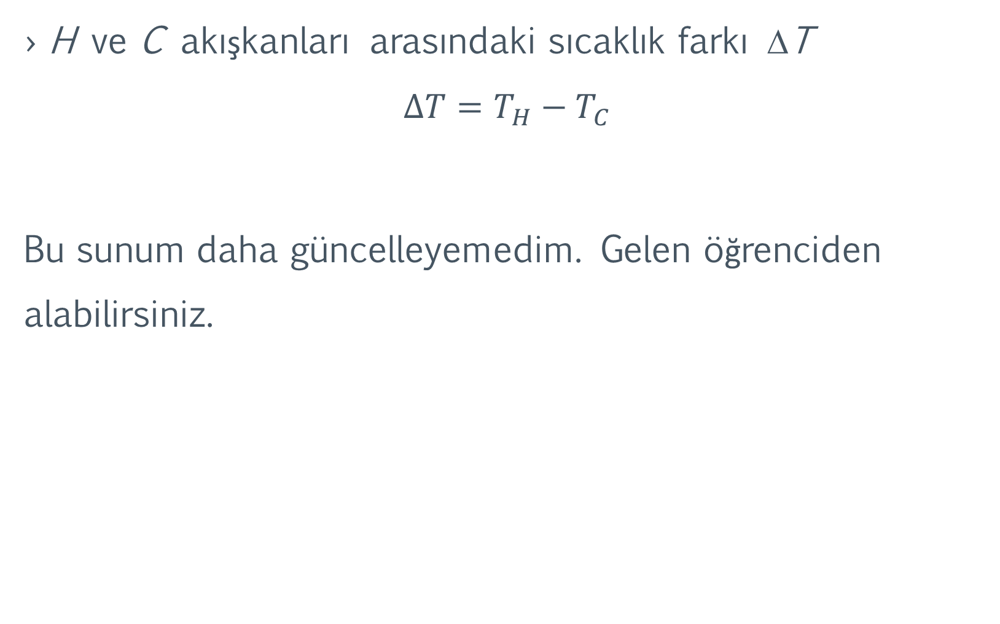 › H ve C akışkanları arasındaki sıcaklık farkı ΔT
ΔT = T_H − T_C
Bu sunum daha güncelleyemedim. Gelen öğrenciden
alabilirsiniz.